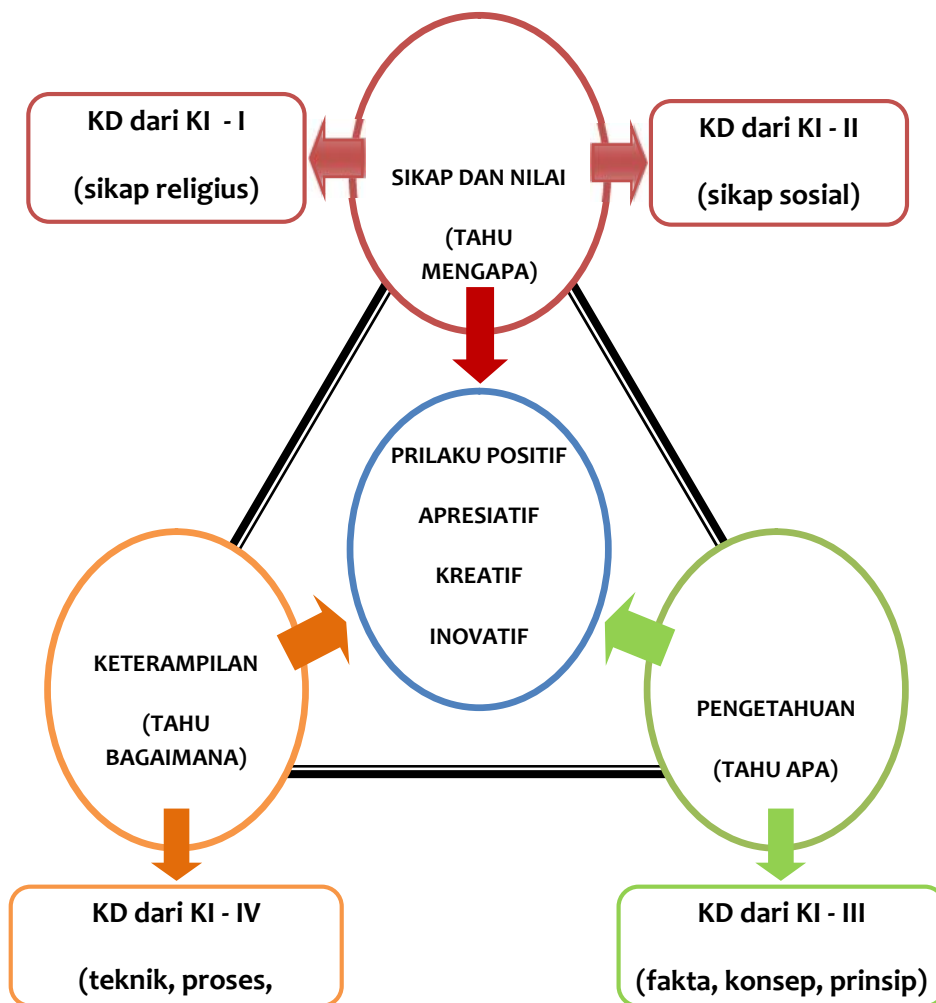 KD dari KI - I
(sikap religius)
SIKAP DAN NILAI
(TAHU
MENGAPA)
KD dari KI - II
(sikap sosial)
PRILAKU POSITIF
APRESIATIF
KREATIF
INOVATIF
KETERAMPILAN
(TAHU
BAGAIMANA)
PENGETAHUAN
(TAHU APA)
KD dari KI - IV
(teknik, proses,
KD dari KI - III
(fakta, konsep, prinsip)